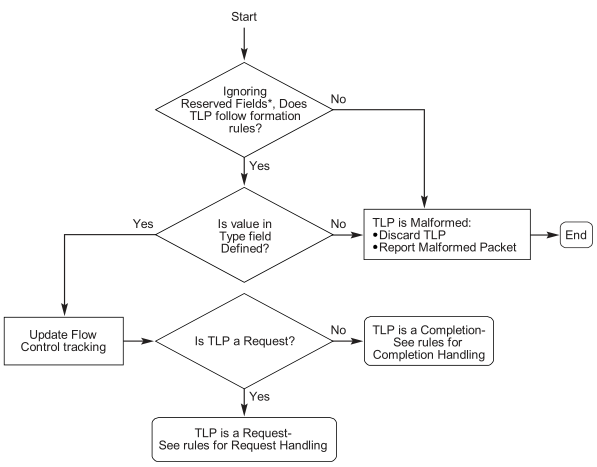 Start
Ignoring
Reserved Fields*, Does
TLP follow formation
rules?
No
Yes
Is value in
Type field
Defined?
Yes
No
TLP is Malformed:
•Discard TLP
•Report Malformed Packet
End
Update Flow
Control tracking
Is TLP a Request?
No
TLP is a Completion-
See rules for
Completion Handling
Yes
TLP is a Request-
See rules for Request Handling